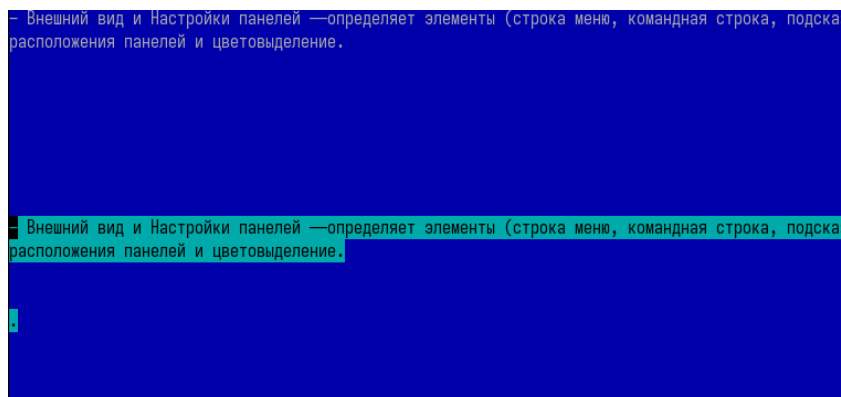 - Внешний вид и Настройки панелей ——определяет элементы (строка меню, командная строка, подска
расположения панелей и цветовыделение.
- Внешний вид и Настройки панелей ——определяет элементы (строка меню, командная строка, подска
расположения панелей и цветовыделение.
.